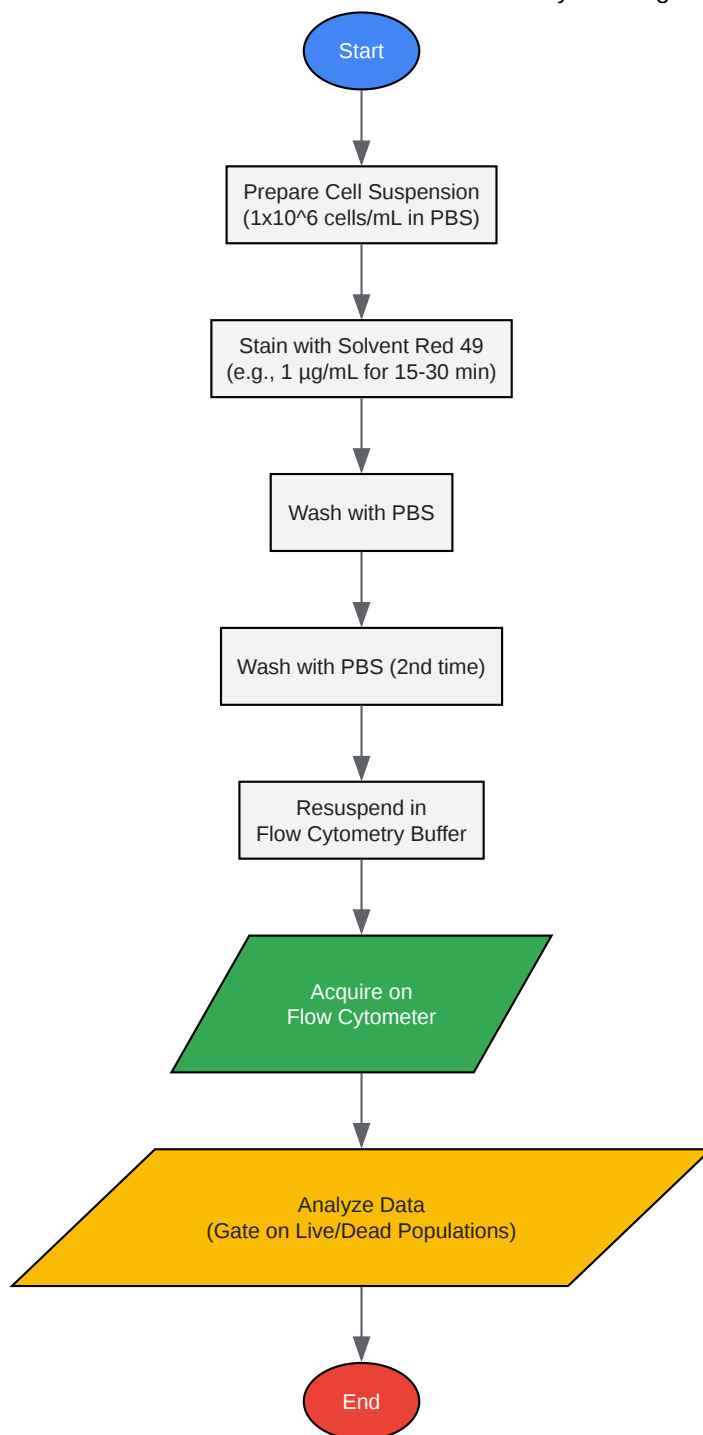 Start
Prepare Cell Suspension
(1x10^6 cells/mL in PBS)
Stain with Solvent Red 49
(e.g., 1 µg/mL for 15-30 min)
Wash with PBS
Wash with PBS (2nd time)
Resuspend in
Flow Cytometry Buffer
Acquire on
Flow Cytometer
Analyze Data
(Gate on Live/Dead Populations)
End